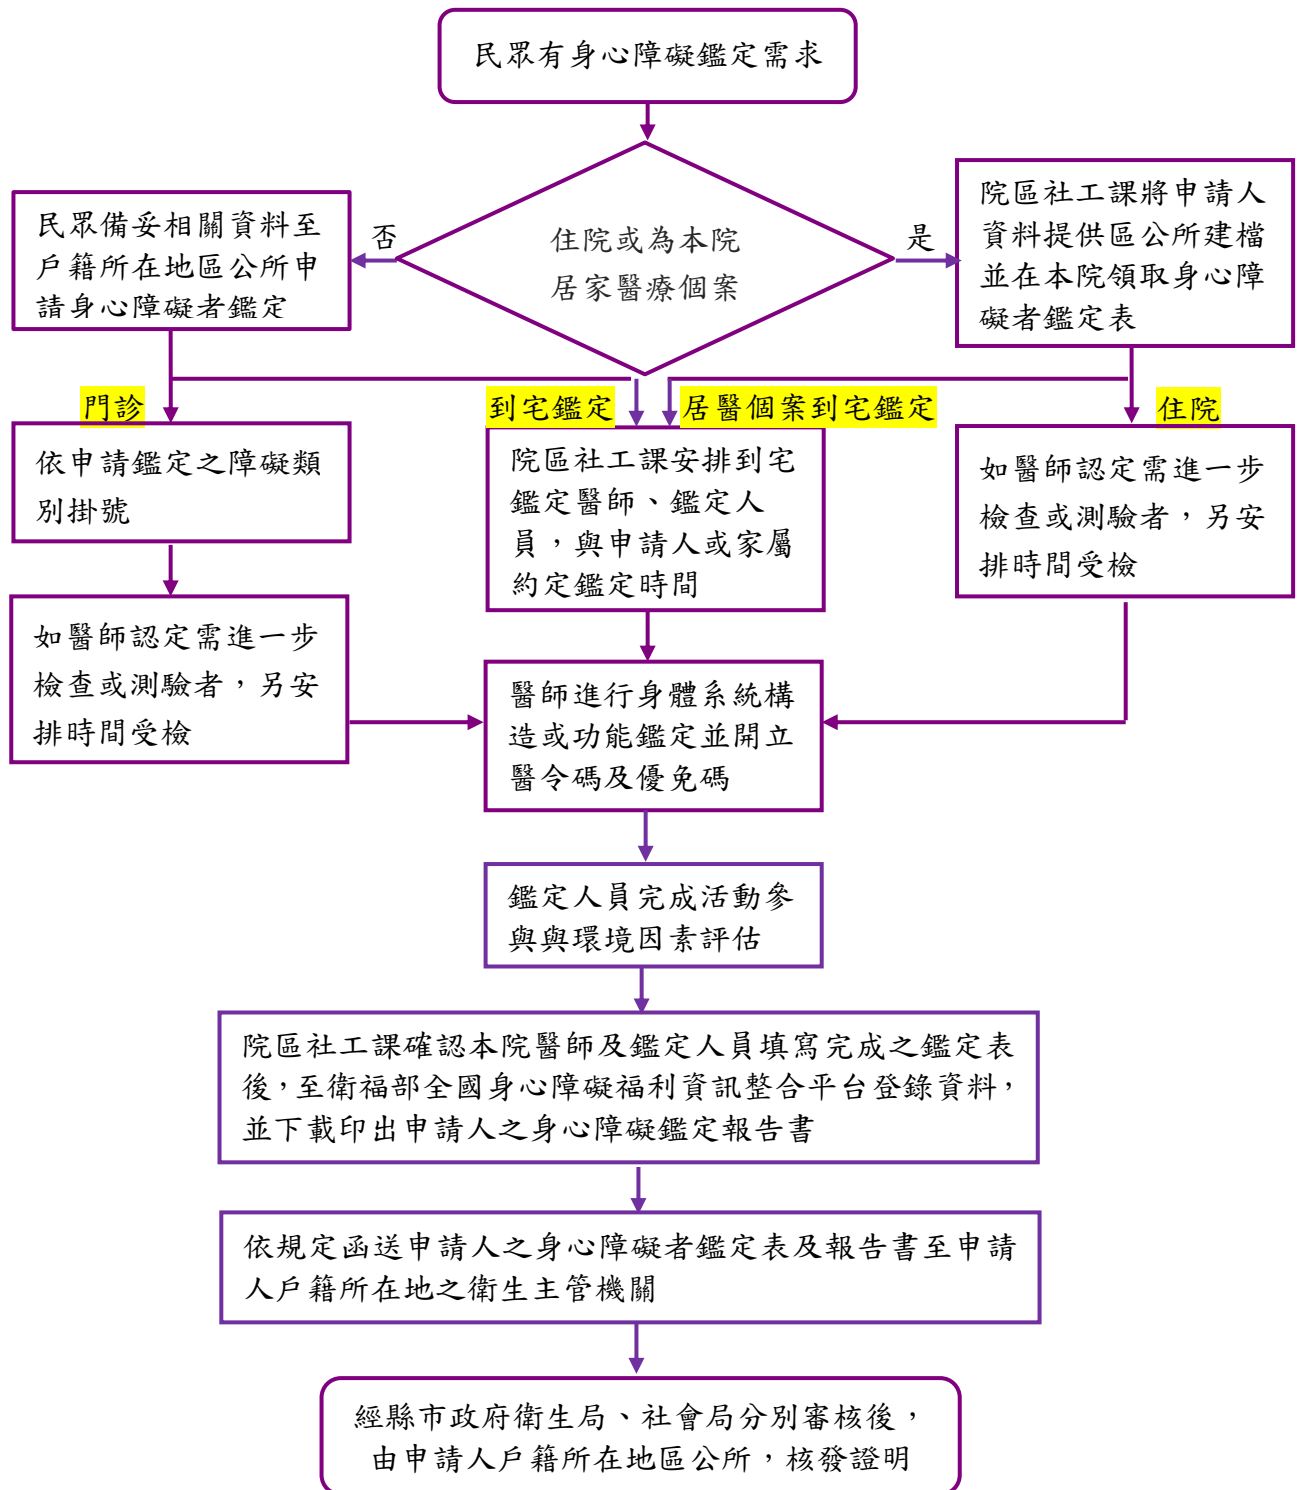 民眾有身心障礙鑑定需求
住院或為本院
居家醫療個案
否
是
民眾備妥相關資料至
戶籍所在地區公所申
請身心障礙者鑑定
院區社工課將申請人
資料提供區公所建檔
並在本院領取身心障
礙者鑑定表
門診
到宅鑑定
居醫個案到宅鑑定
住院
依申請鑑定之障礙類
別掛號
院區社工課安排到宅
鑑定醫師、鑑定人
員，與申請人或家屬
約定鑑定時間
如醫師認定需進一步
檢查或測驗者，另安
排時間受檢
如醫師認定需進一步
檢查或測驗者，另安
排時間受檢
醫師進行身體系統構
造或功能鑑定並開立
醫令碼及優免碼
鑑定人員完成活動參
與與環境因素評估
院區社工課確認本院醫師及鑑定人員填寫完成之鑑定表
後，至衛福部全國身心障礙福利資訊整合平台登錄資料，
並下載印出申請人之身心障礙鑑定報告書
依規定函送申請人之身心障礙者鑑定表及報告書至申請
人戶籍所在地之衛生主管機關
經縣市政府衛生局、社會局分別審核後，
由申請人戶籍所在地區公所，核發證明